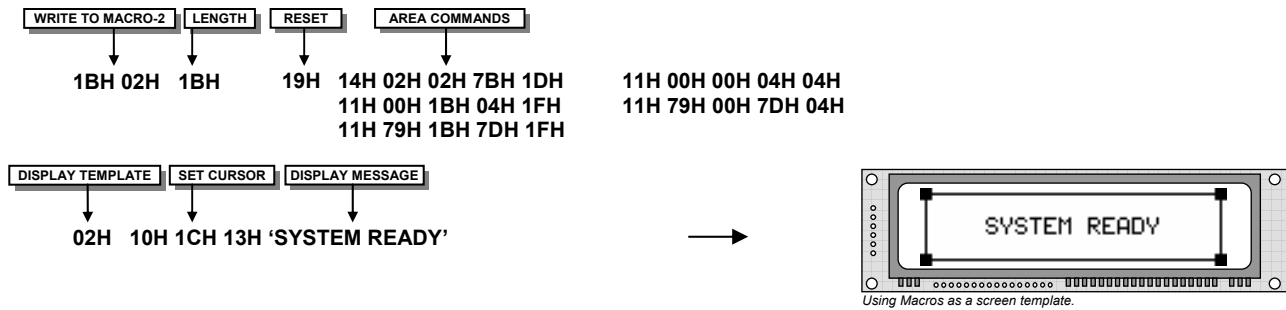 WRITE TO MACRO-2 LENGTH RESET AREA COMMANDS
1BH 02H 1BH 19H 14H 02H 02H 7BH 1DH 11H 00H 00H 04H 04H
11H 00H 1BH 04H 1FH 11H 79H 00H 7DH 04H
11H 79H 1BH 7DH 1FH
DISPLAY TEMPLATE SET CURSOR DISPLAY MESSAGE
02H 10H 1CH 13H ‘SYSTEM READY’
SYSTEM READY
Using Macros as a screen template.